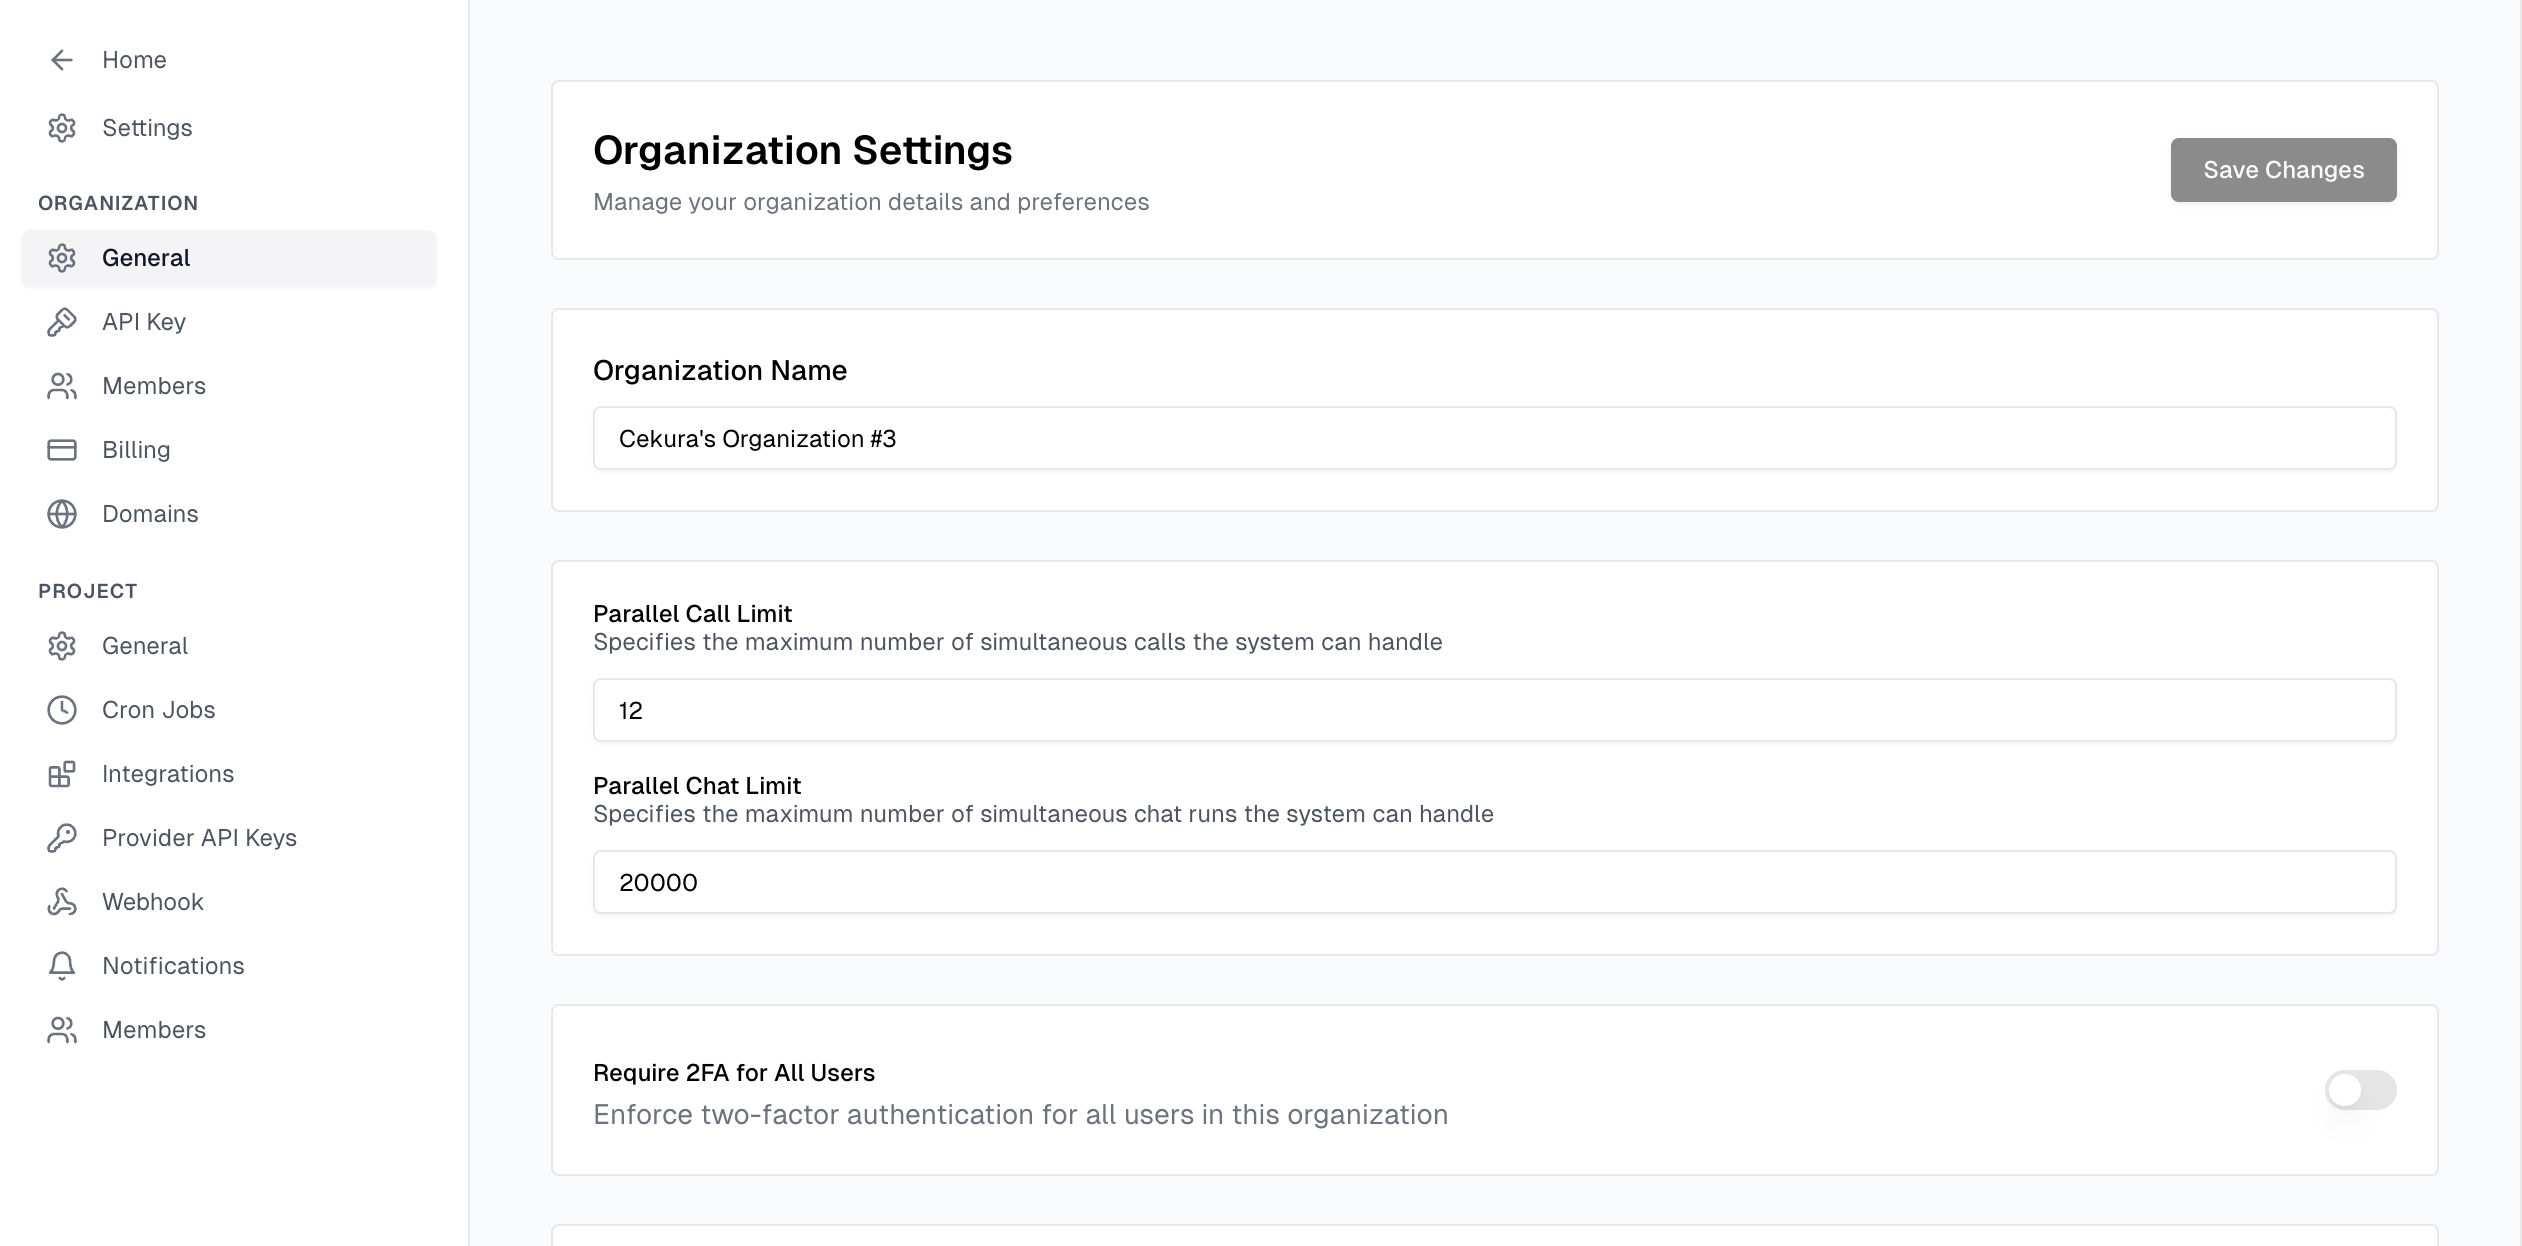 Home
Settings
ORGANIZATION
General
API Key
Members
Billing
Domains
PROJECT
General
Cron Jobs
Integrations
Provider API Keys
Webhook
Notifications
Members
Organization Settings
Manage your organization details and preferences
Save Changes
Organization Name
Cekura's Organization #3
Parallel Call Limit
Specifies the maximum number of simultaneous calls the system can handle
12
Parallel Chat Limit
Specifies the maximum number of simultaneous chat runs the system can handle
20000
Require 2FA for All Users
Enforce two-factor authentication for all users in this organization